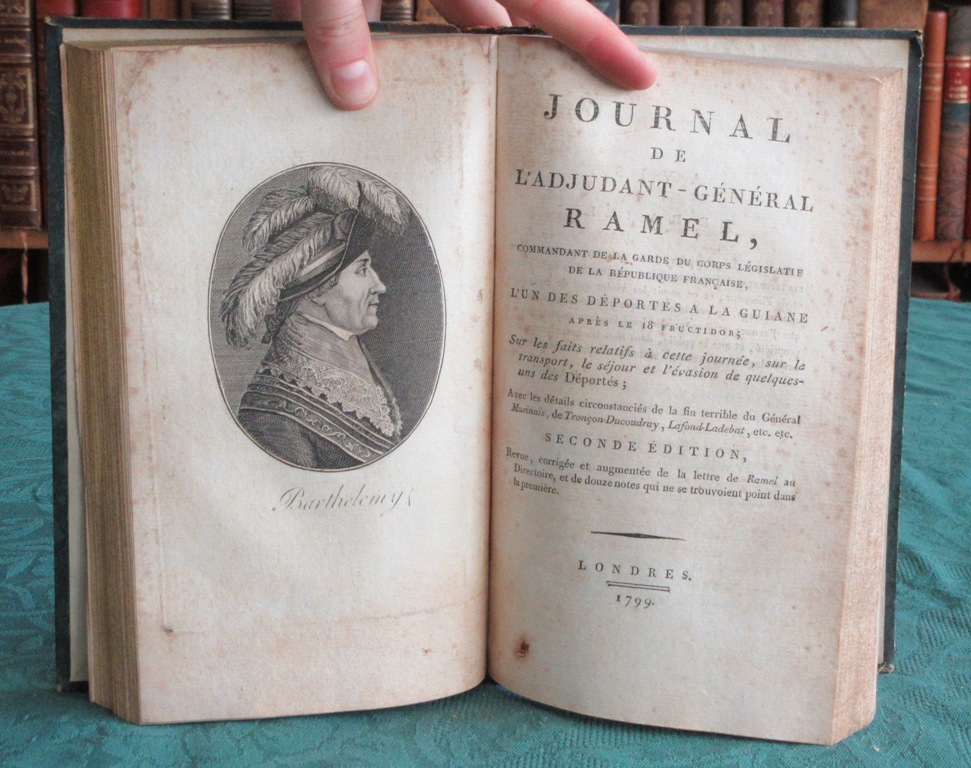 Barthelemy
JOURNAL
DE
L'ADJUDANT-GÉNÉRAL
RAMEL,
COMMANDANT DE LA GARDE DU CORPS LÉGISLATIF
DE LA RÉPUBLIQUE FRANÇAISE,
L'UN DES DÉPORTÉS A LA GUIANE
APRÈS LE 18 FRUCTIDOR;
Sur les faits relatifs à cette journée, sur le
transport, le séjour et l'évasion de quelques-
uns des Déportés;
Avec les détails circonstanciés de la fin terrible du Général
Murinais, de Tronçon-Ducoudray, Lafond-Ladebat, etc. etc.
SECONDE ÉDITION,
Revue, corrigée et augmentée de la lettre de Ramel au
Directoire, et de douze notes qui ne se trouvoient point dans
la première.
LONDRES.
1799.